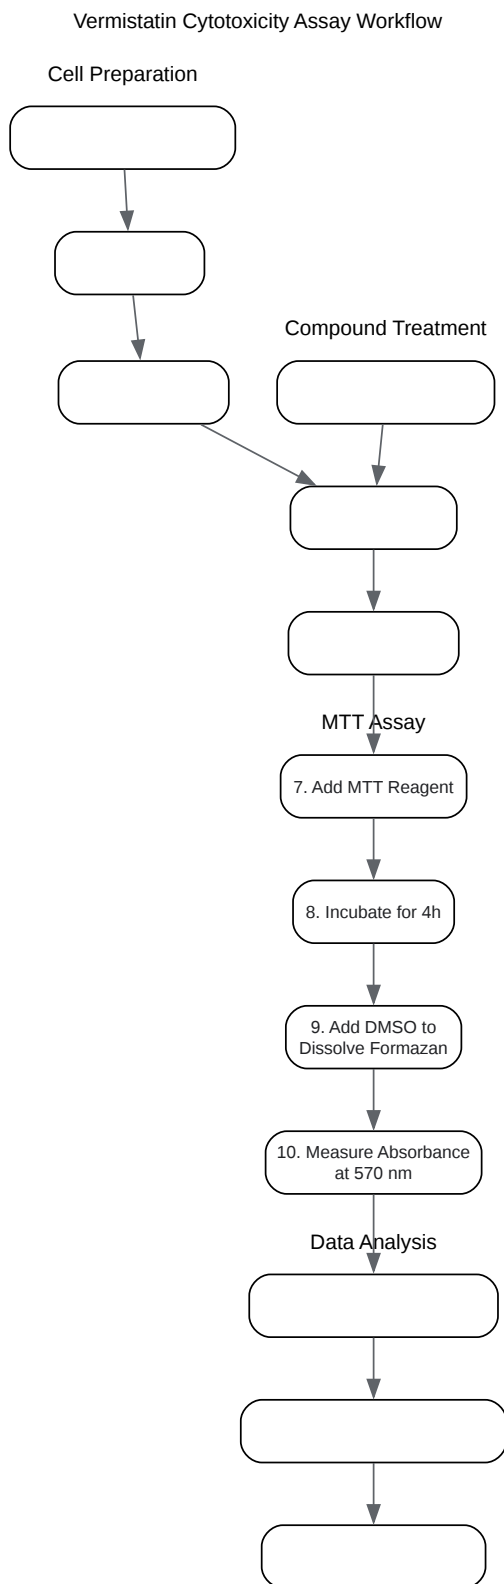 Vermistatin Cytotoxicity Assay Workflow
Cell Preparation
Compound Treatment
MTT Assay
7. Add MTT Reagent
8. Incubate for 4h
9. Add DMSO to
Dissolve Formazan
10. Measure Absorbance
at 570 nm
Data Analysis